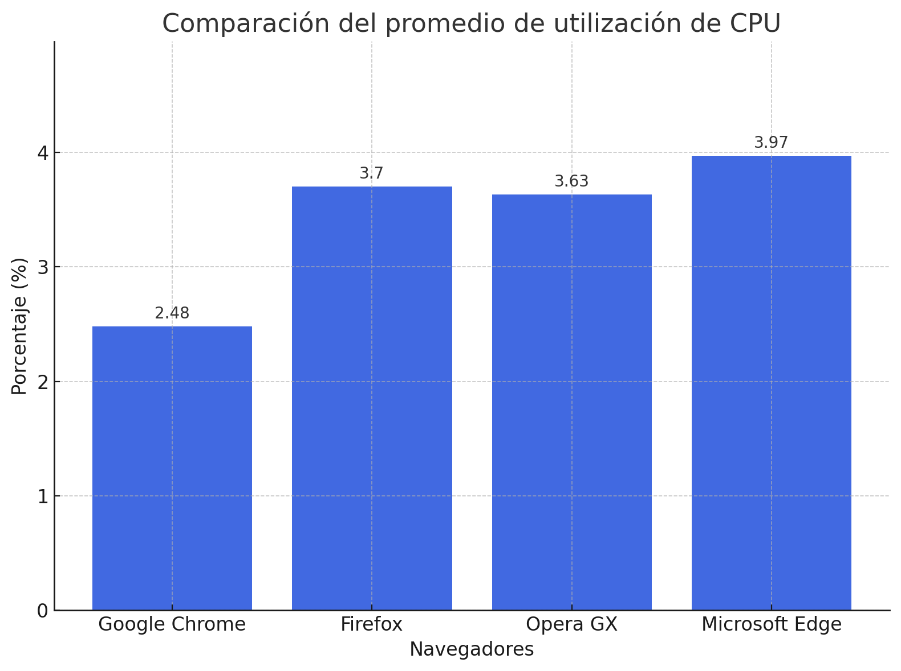 Comparación del promedio de utilización de CPU
Porcentaje (%)
4
3
2
1
0
2.48
3.7
3.63
3.97
Google Chrome
Firefox
Opera GX
Microsoft Edge
Navegadores